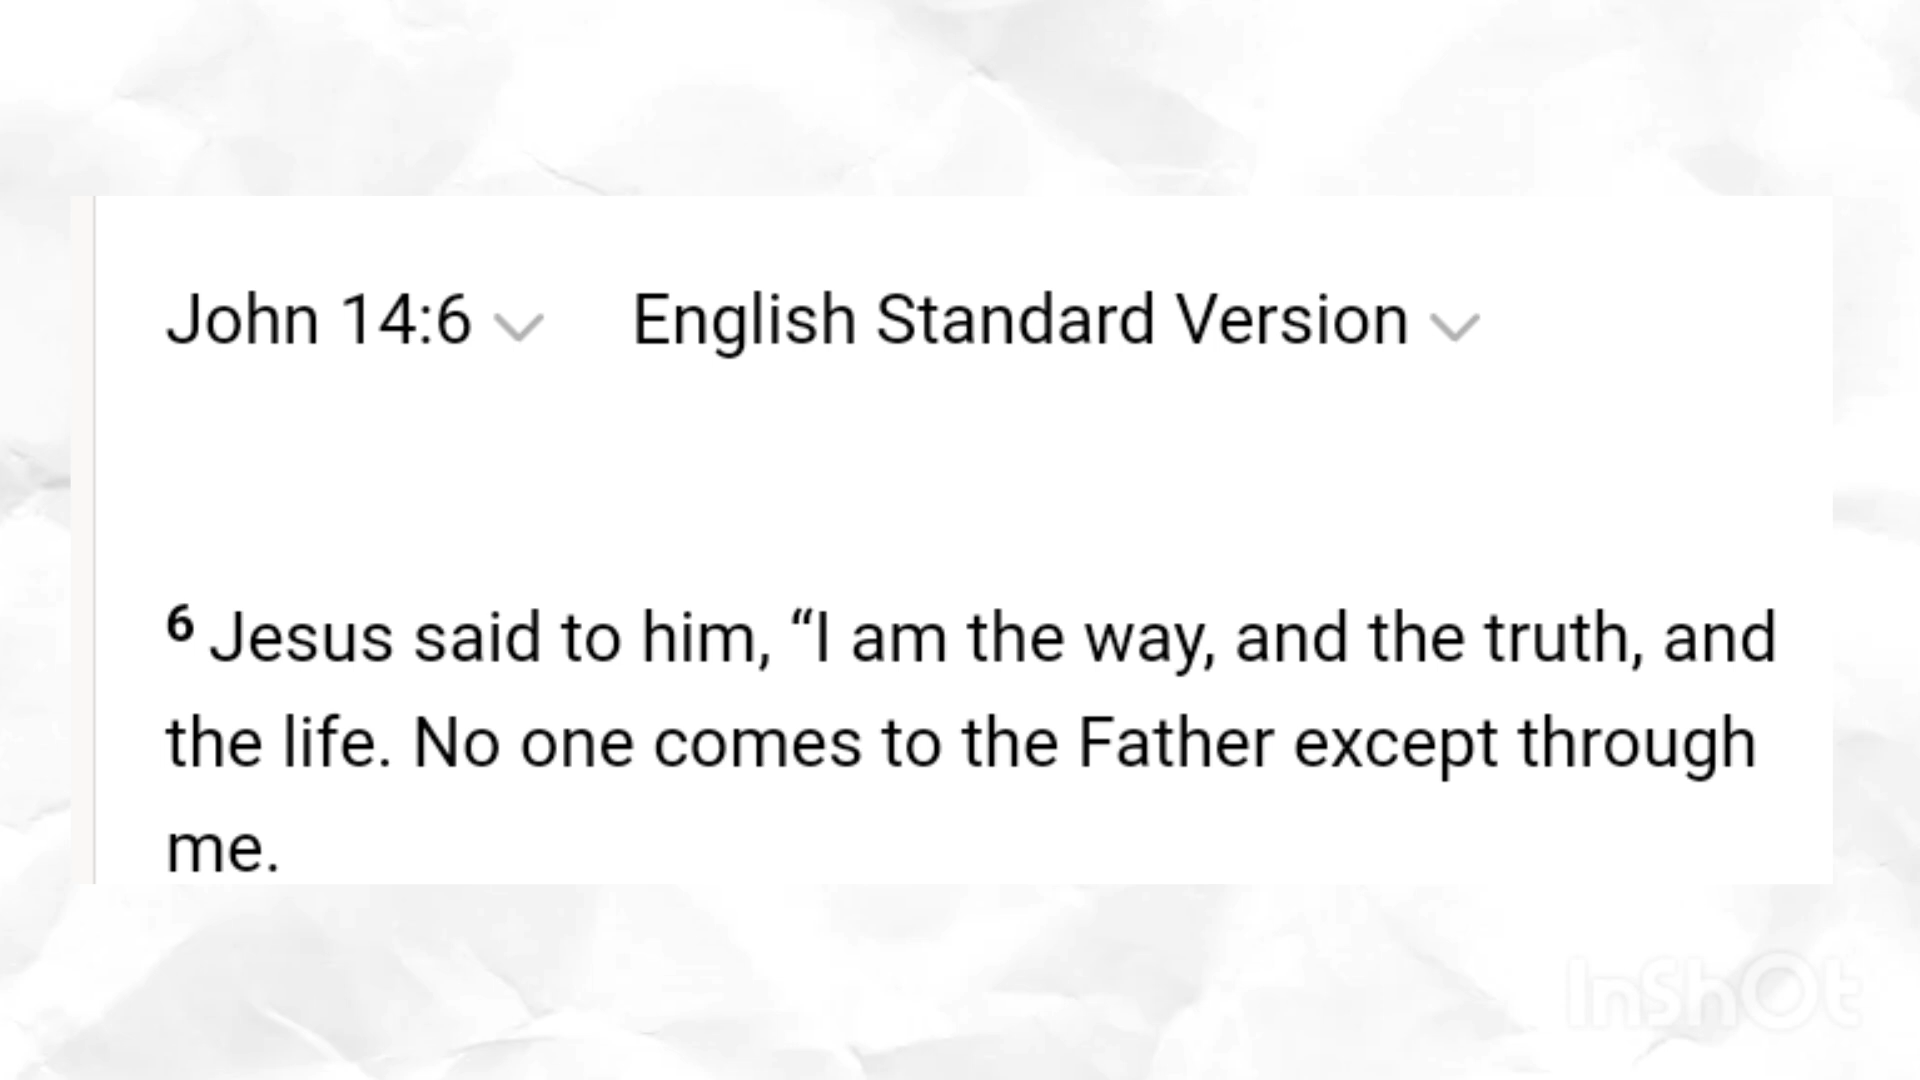 John 14:6 English Standard Version
6 Jesus said to him, “I am the way, and the truth, and
the life. No one comes to the Father except through
me.
InShOt